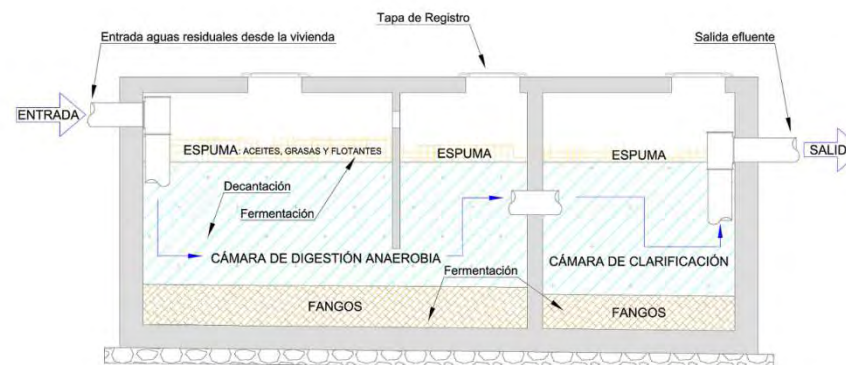 Tapa de Registro
Entrada aguas residuales desde la vivienda
Salida efluente
ENTRADA
SALID
ESPUMA: ACEITES, GRASAS Y FLOTANTES
ESPUMA
ESPUMA
Decantación
Fermentación
CÁMARA DE DIGESTIÓN ANAEROBIA
CÁMARA DE CLARIFICACIÓN
Fermentación
FANGOS
FANGOS